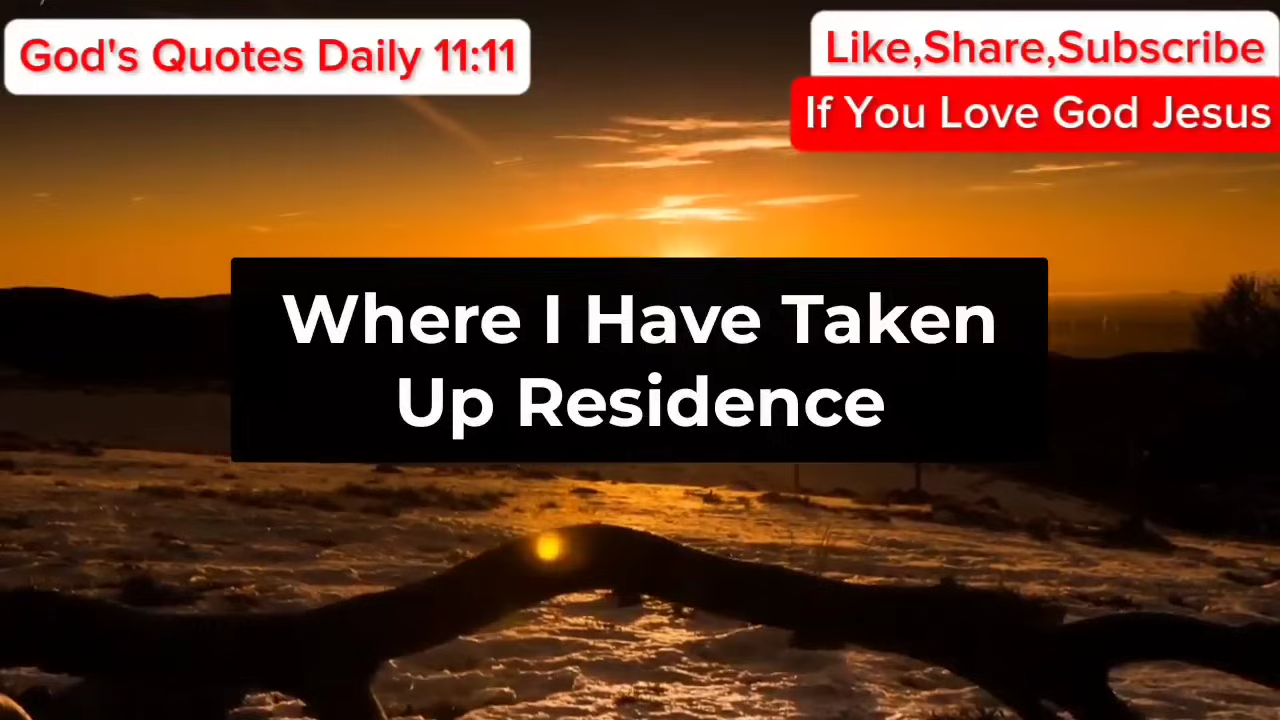 God's Quotes Daily 11:11
Like,Share,Subscribe
If You Love God Jesus
Where I Have Taken
Up Residence